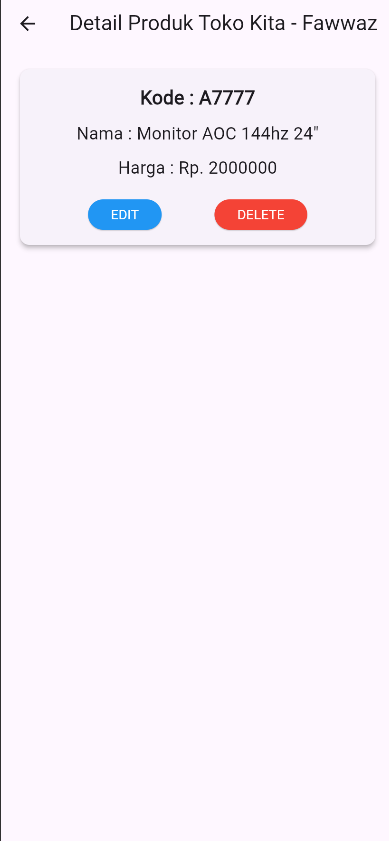 Detail Produk Toko Kita - Fawwaz
Kode : A7777
Nama : Monitor AOC 144hz 24"
Harga : Rp. 2000000
EDIT DELETE